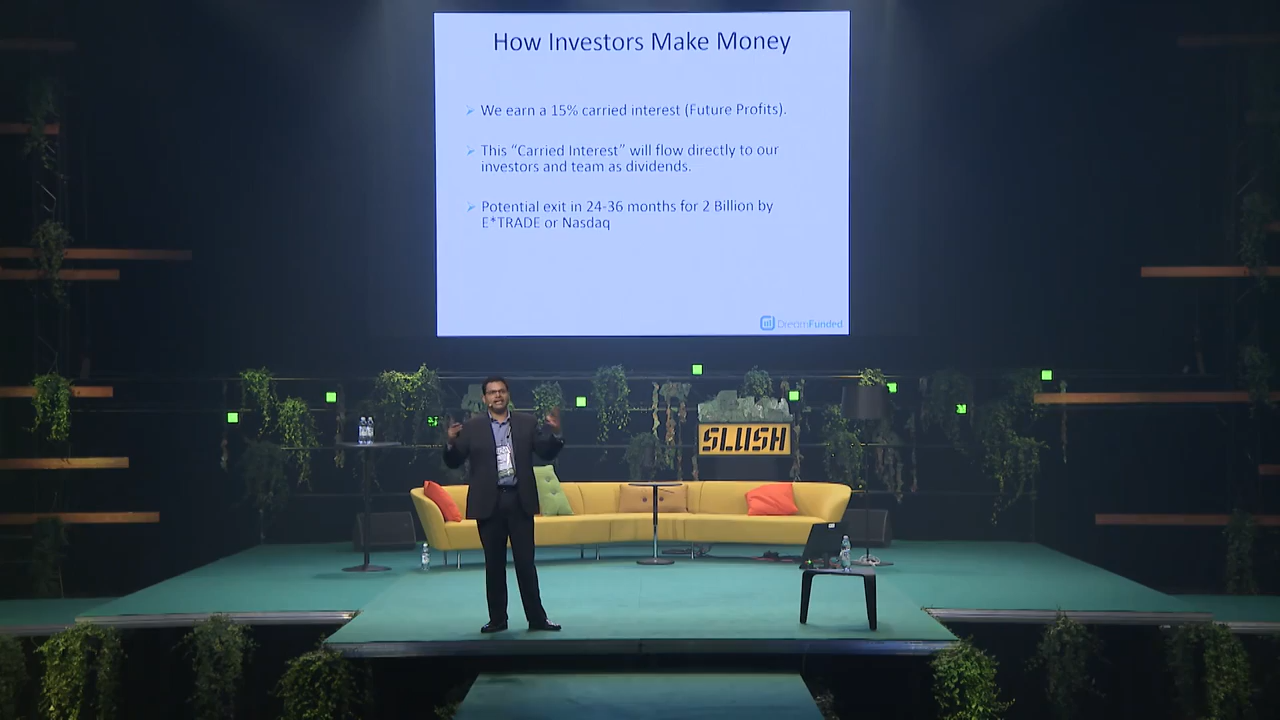 How Investors Make Money
➢ We earn a 15% carried interest (Future Profits).
➢ This “Carried Interest” will flow directly to our
investors and team as dividends.
➢ Potential exit in 24-36 months for 2 Billion by
E*TRADE or Nasdaq
DreamFunded
SLUSH